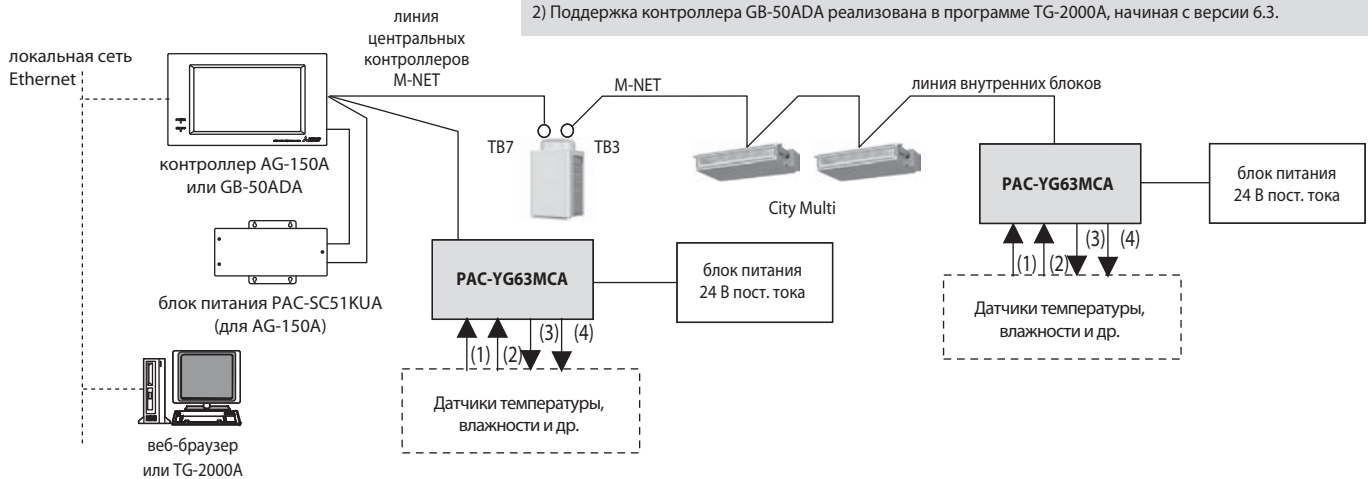 2) Поддержка контроллера GB-50ADA реализована в программе TG-2000A, начиная с версии 6.3.
линия
центральных
контроллеров
M-NET
локальная сеть
Ethernet
M-NET
линия внутренних блоков
TB7
TB3
контроллер AG-150A
или GB-50ADA
City Multi
PAC-YG63MCA
блок питания
24 В пост. тока
(1)
(2)
(3)
(4)
Датчики температуры,
влажности и др.
PAC-YG63MCA
блок питания
24 В пост. тока
(1)
(2)
(3)
(4)
Датчики температуры,
влажности и др.
блок питания PAC-SC51KUA
(для AG-150A)
веб-браузер
или TG-2000A